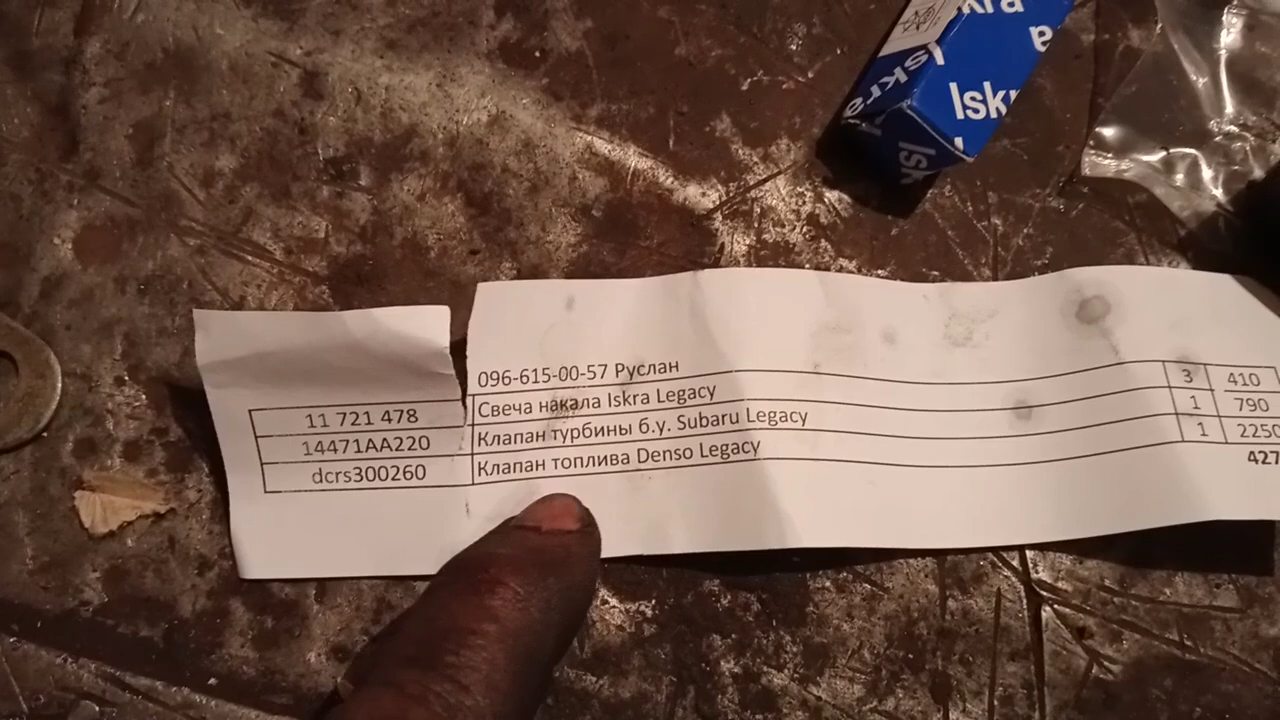 Iskra
096-615-00-57 Руслан
11 721 478 Свеча накала Iskra Legacy 3 410
14471AA220 Клапан турбины б.у. Subaru Legacy 1 790
dcrs300260 Клапан топлива Denso Legacy 1 2250
427